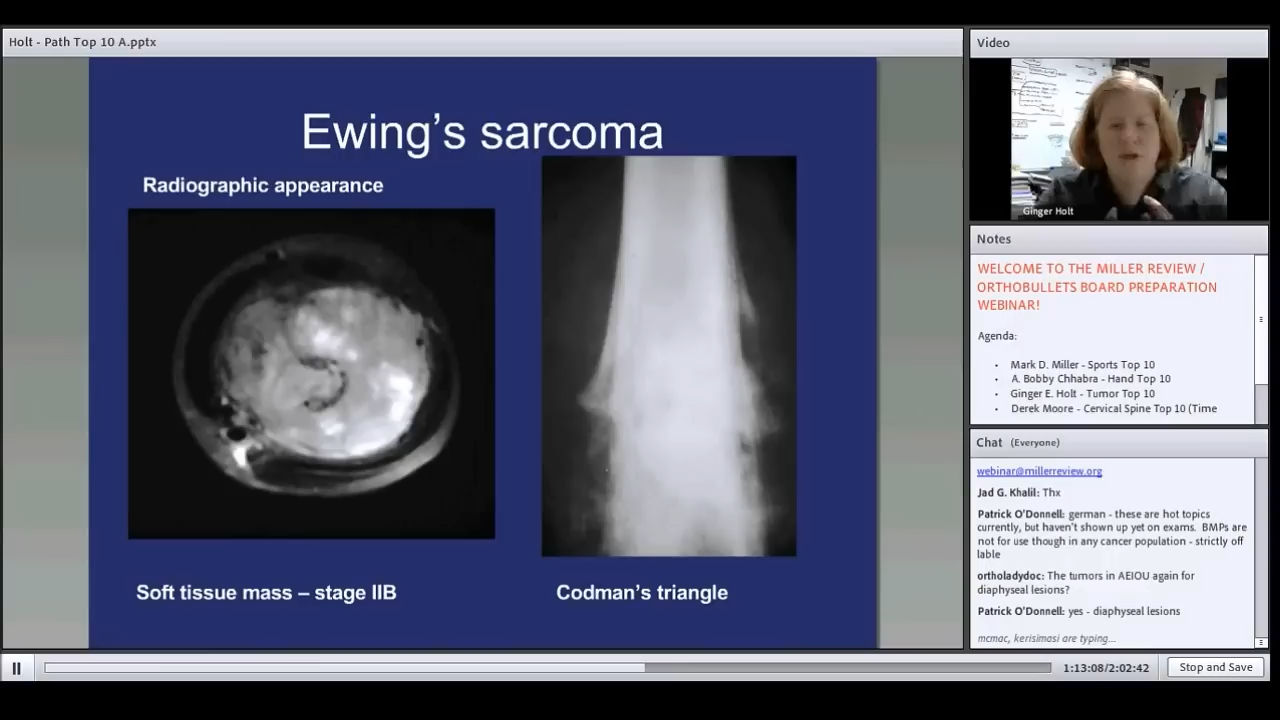 Holt - Path Top 10 A.pptx
Ewing's sarcoma
Radiographic appearance
Soft tissue mass – stage IIB
Codman's triangle
Video
Ginger Holt
Notes
WELCOME TO THE MILLER REVIEW /
ORTHOBULLETS BOARD PREPARATION
WEBINAR!
Agenda:
• Mark D. Miller - Sports Top 10
• A. Bobby Chhabra - Hand Top 10
• Ginger E. Holt - Tumor Top 10
• Derek Moore - Cervical Spine Top 10 (Time
Chat (Everyone)
webinar@millerreview.org
Jad G. Khalil: Thx
Patrick O'Donnell: german - these are hot topics
currently, but haven't shown up yet on exams. BMPs are
not for use though in any cancer population - strictly off
lable
ortholadydoc: The tumors in AEIOU again for
diaphyseal lesions?
Patrick O'Donnell: yes - diaphyseal lesions
mcmac, kerisimasi are typing...
1:13:08/2:02:42
Stop and Save